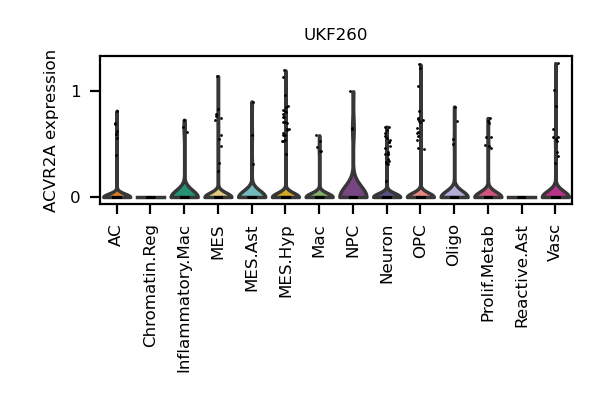 UKF260
ACVR2A expression
1
0
AC
Chromatin.Reg
Inflammatory.Mac
MES
MES.Ast
MES.Hyp
Mac
NPC
Neuron
OPC
Oligo
Prolif.Metab
Reactive.Ast
Vasc